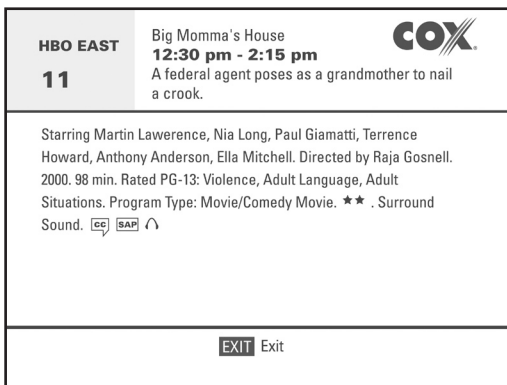 HBO EAST
11
Big Momma's House
12:30 pm - 2:15 pm
A federal agent poses as a grandmother to nail
a crook.
COX
Starring Martin Lawerence, Nia Long, Paul Giamatti, Terrence
Howard, Anthony Anderson, Ella Mitchell. Directed by Raja Gosnell.
2000. 98 min. Rated PG-13: Violence, Adult Language, Adult
Situations. Program Type: Movie/Comedy Movie. ★★ . Surround
Sound. CC SAP
EXIT Exit